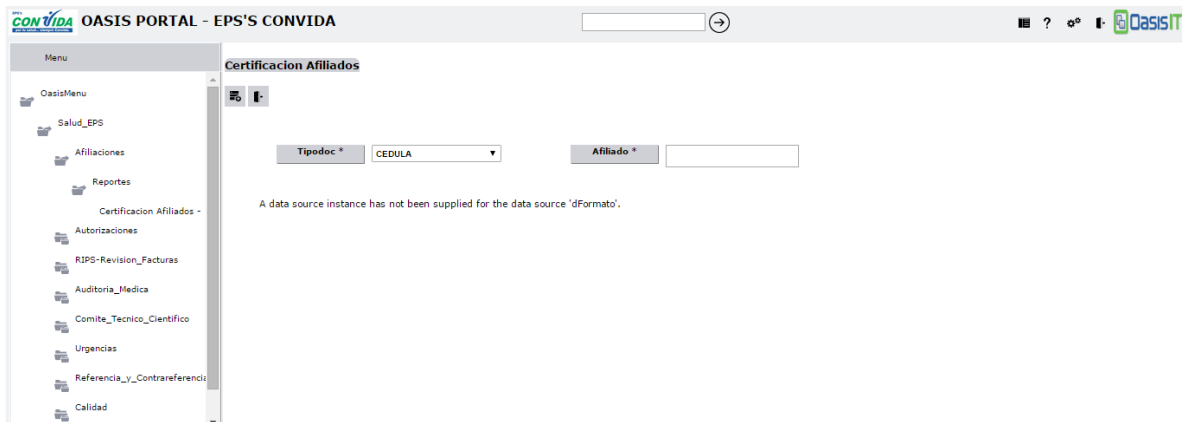 EPS's
CONVIDA
OASIS PORTAL - EPS'S CONVIDA
?
OasisIT
Menu
Certificacion Afiliados
OasisMenu
Salud_EPS
Afiliaciones
Tipodoc *
CEDULA
Afiliado *
Reportes
Certificacion Afiliados -
A data source instance has not been supplied for the data source 'dFormato'.
Autorizaciones
RIPS-Revision_Facturas
Auditoria_Medica
Comite_Tecnico_Cientifico
Urgencias
Referencia_y_Contrareferencia
Calidad